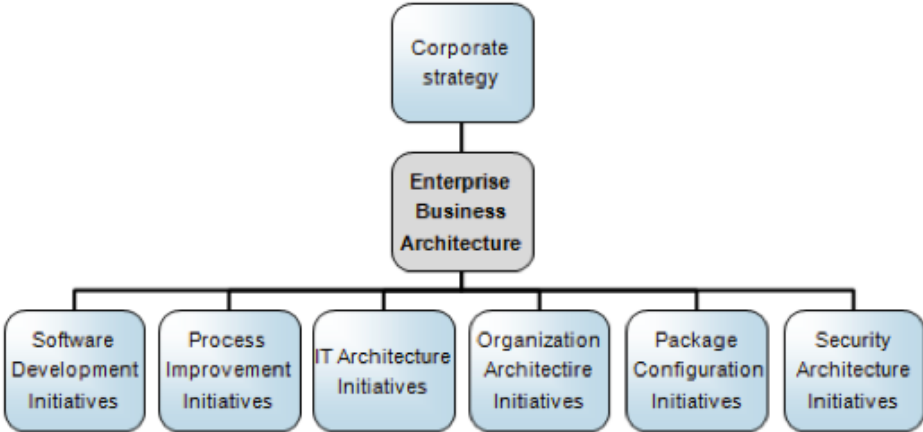 Corporate
strategy
Enterprise
Business
Architecture
Software
Development
Initiatives
Process
Improvement
Initiatives
IT Architecture
Initiatives
Organization
Architectire
Initiatives
Package
Configuration
Initiatives
Security
Architecture
Initiatives